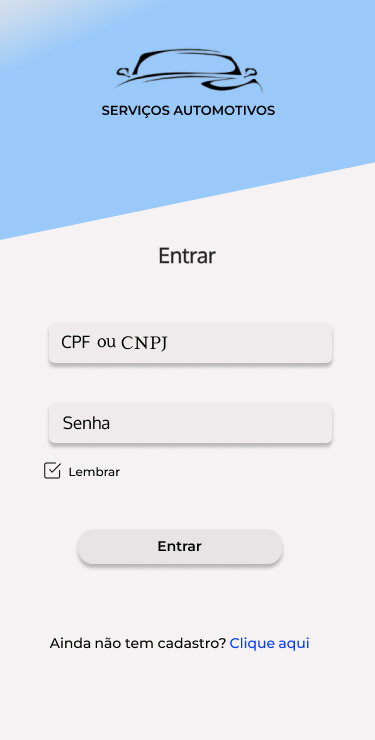 SERVIÇOS AUTOMOTIVOS
Entrar
CPF ou CNPJ
Senha
Lembrar
Entrar
Ainda não tem cadastro? Clique aqui